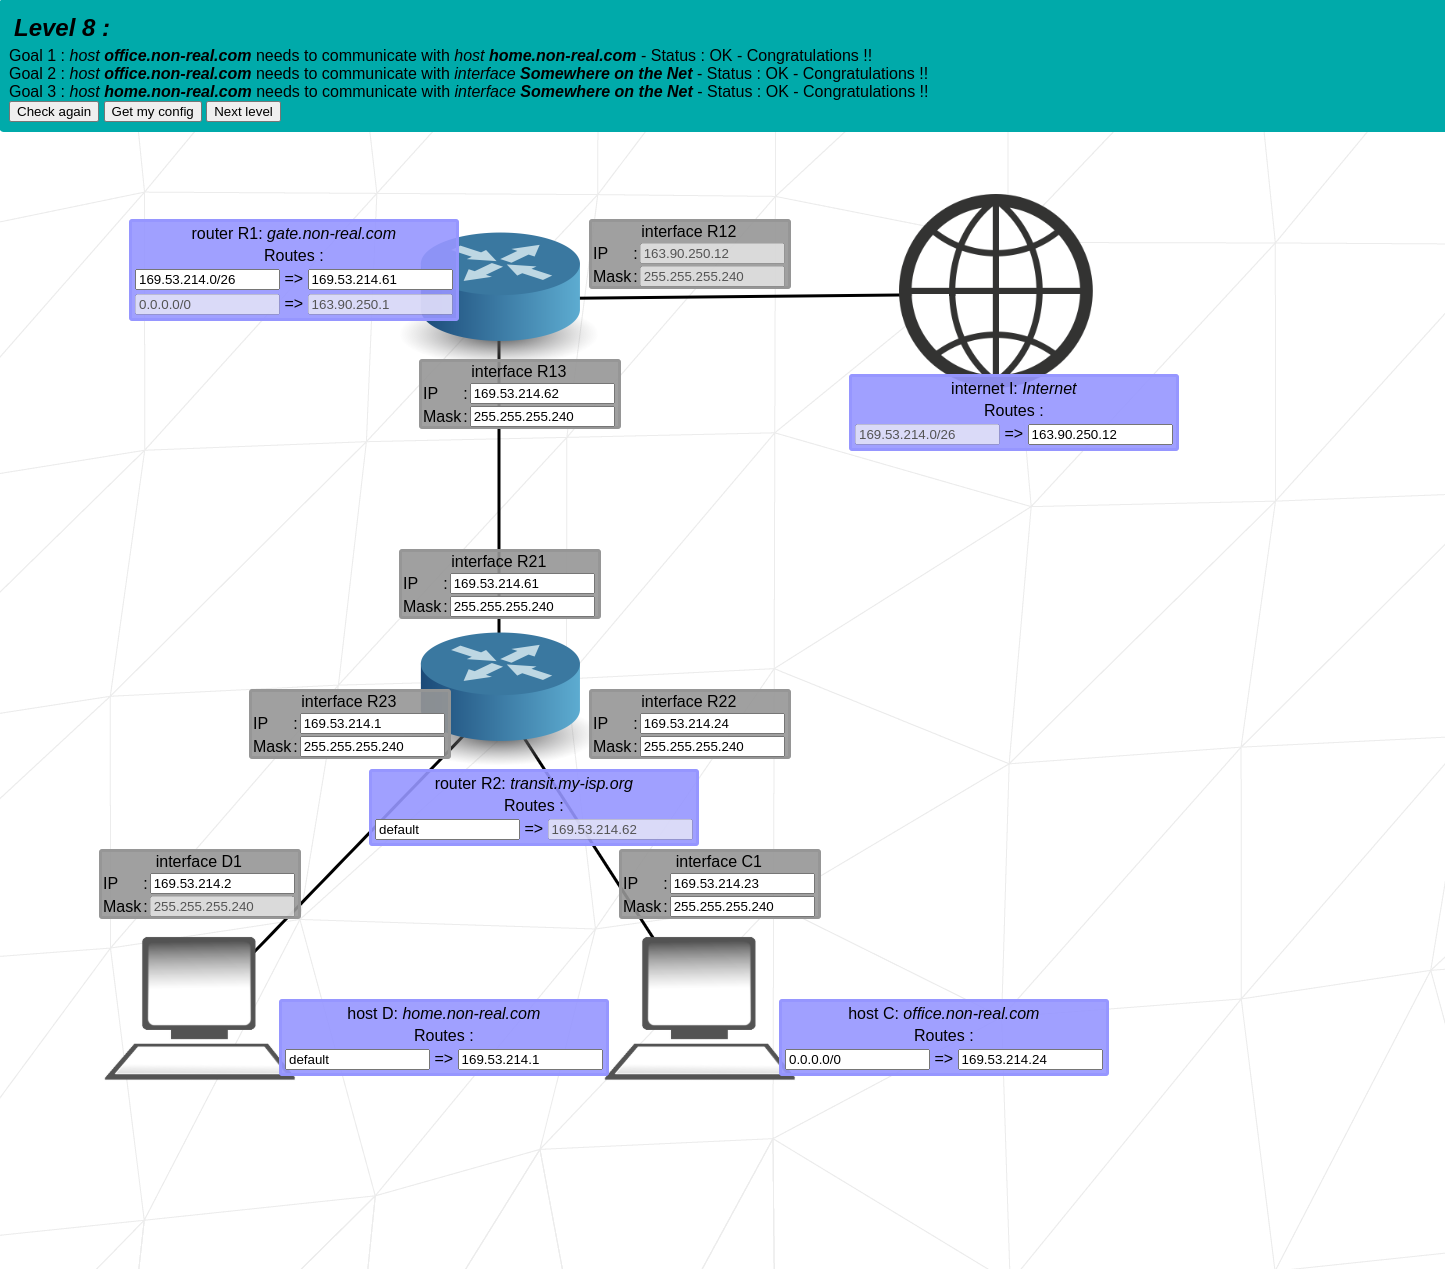 Level 8 :
Goal 1 : host office.non-real.com needs to communicate with host home.non-real.com - Status : OK - Congratulations !!
Goal 2 : host office.non-real.com needs to communicate with interface Somewhere on the Net - Status : OK - Congratulations !!
Goal 3 : host home.non-real.com needs to communicate with interface Somewhere on the Net - Status : OK - Congratulations !!
Check again Get my config Next level
router R1: gate.non-real.com
Routes :
169.53.214.0/26 => 169.53.214.61
0.0.0.0/0 => 163.90.250.1
interface R12
IP : 163.90.250.12
Mask : 255.255.255.240
interface R13
IP : 169.53.214.62
Mask : 255.255.255.240
internet I: Internet
Routes :
169.53.214.0/26 => 163.90.250.12
interface R21
IP : 169.53.214.61
Mask : 255.255.255.240
interface R23
IP : 169.53.214.1
Mask : 255.255.255.240
interface R22
IP : 169.53.214.24
Mask : 255.255.255.240
router R2: transit.my-isp.org
Routes :
default => 169.53.214.62
interface D1
IP : 169.53.214.2
Mask : 255.255.255.240
interface C1
IP : 169.53.214.23
Mask : 255.255.255.240
host D: home.non-real.com
Routes :
default => 169.53.214.1
host C: office.non-real.com
Routes :
0.0.0.0/0 => 169.53.214.24